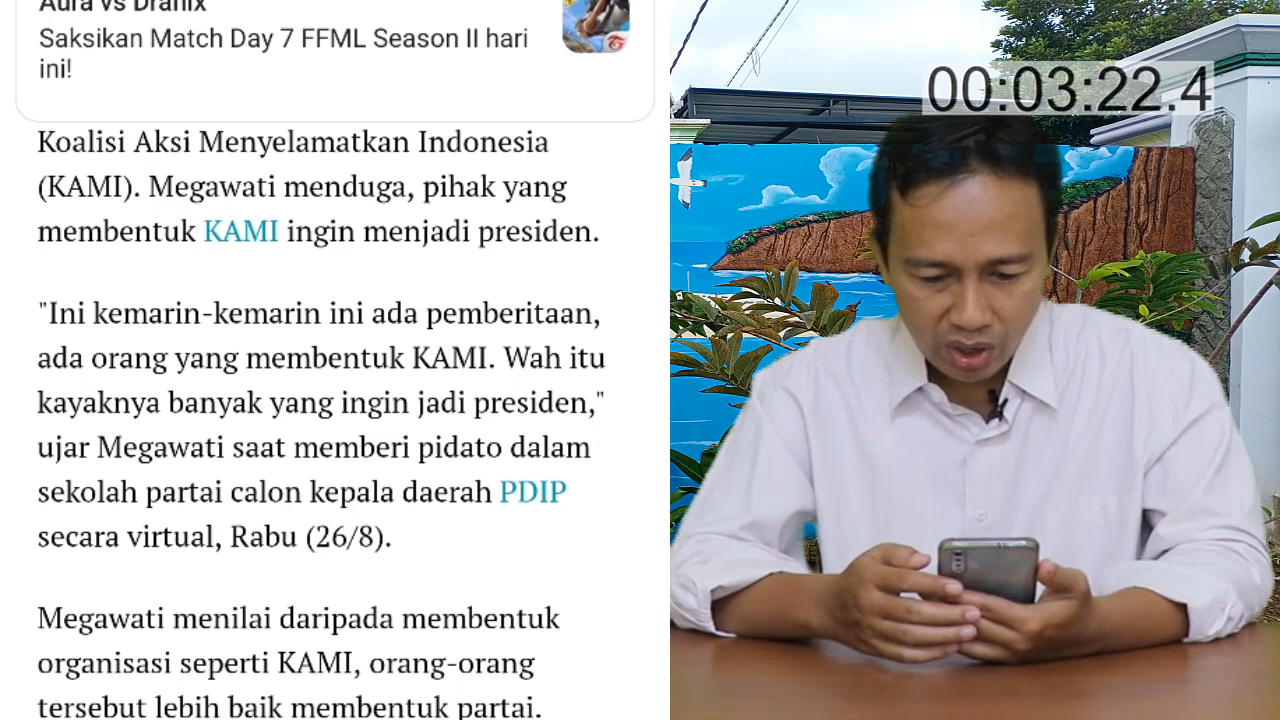 Aura vs Dranix
Saksikan Match Day 7 FFML Season II hari
ini!
Koalisi Aksi Menyelamatkan Indonesia
(KAMI). Megawati menduga, pihak yang
membentuk KAMI ingin menjadi presiden.
"Ini kemarin-kemarin ini ada pemberitaan,
ada orang yang membentuk KAMI. Wah itu
kayaknya banyak yang ingin jadi presiden,"
ujar Megawati saat memberi pidato dalam
sekolah partai calon kepala daerah PDIP
secara virtual, Rabu (26/8).
Megawati menilai daripada membentuk
organisasi seperti KAMI, orang-orang
tersebut lebih baik membentuk partai.
00:03:22.4